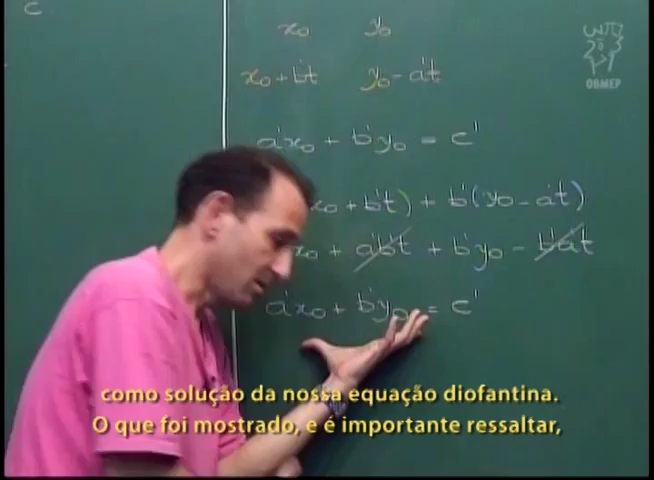 c
x₀ y₀
x₀+b't y₀-a't
a'x₀ + b'y₀ = c'
x₀ + b't) + b'(y₀ - a't)
x₀ + a'b't + b'y₀ - b'a't
a'x₀ + b'y₀ = c'
OBMEP
como solução da nossa equação diofantina.
O que foi mostrado, e é importante ressaltar,